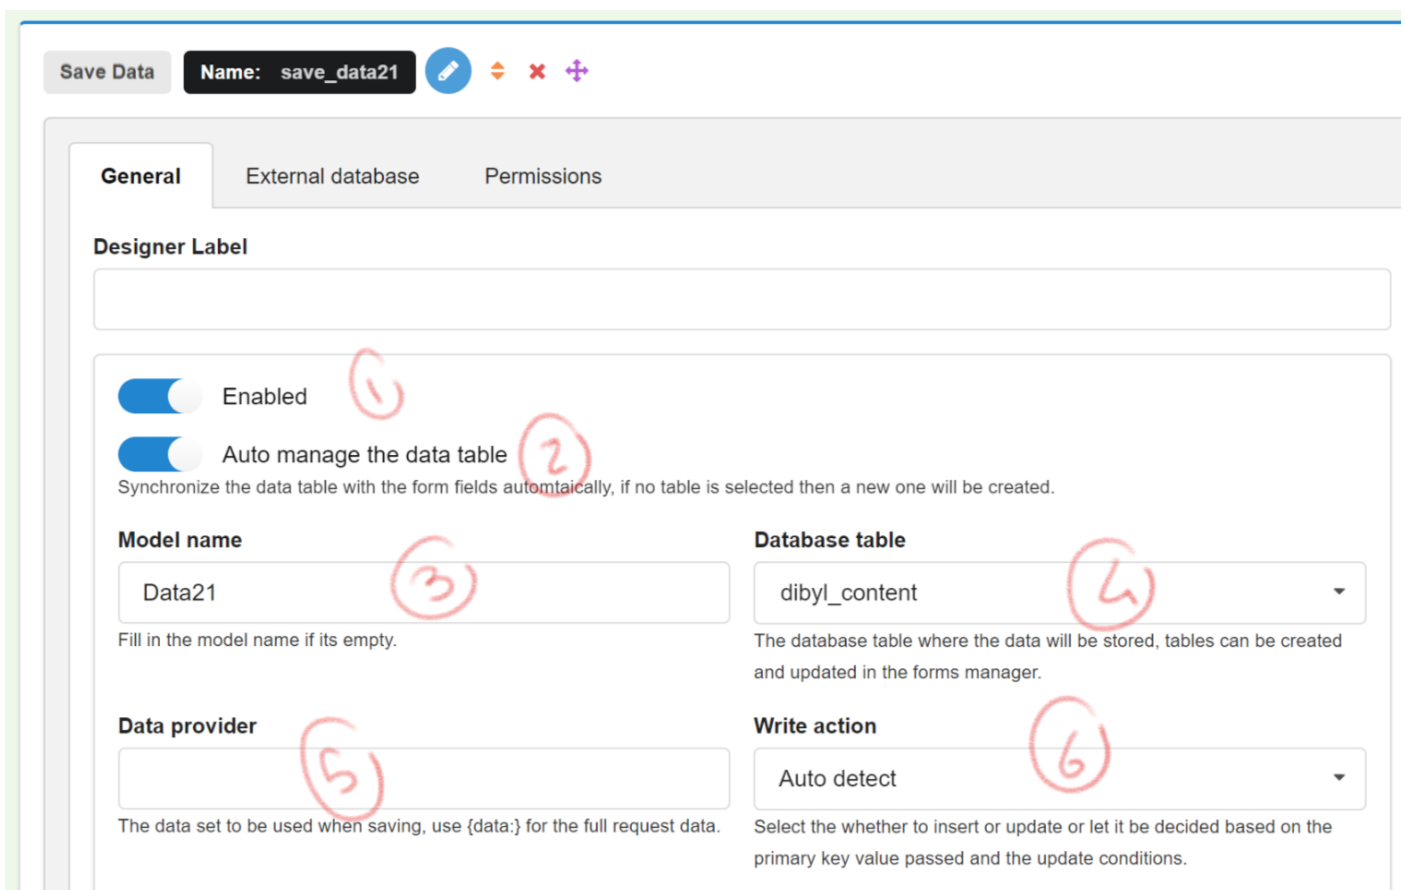 Save Data Name: save_data21
General External database Permissions
Designer Label
Enabled 1
Auto manage the data table 2
Synchronize the data table with the form fields automtaically, if no table is selected then a new one will be created.
Model name Database table
Data21 3 dibyl_content 4
Fill in the model name if its empty. The database table where the data will be stored, tables can be created
and updated in the forms manager.
Data provider Write action
5 Auto detect 6
The data set to be used when saving, use {data:} for the full request data. Select the whether to insert or update or let it be decided based on the
primary key value passed and the update conditions.